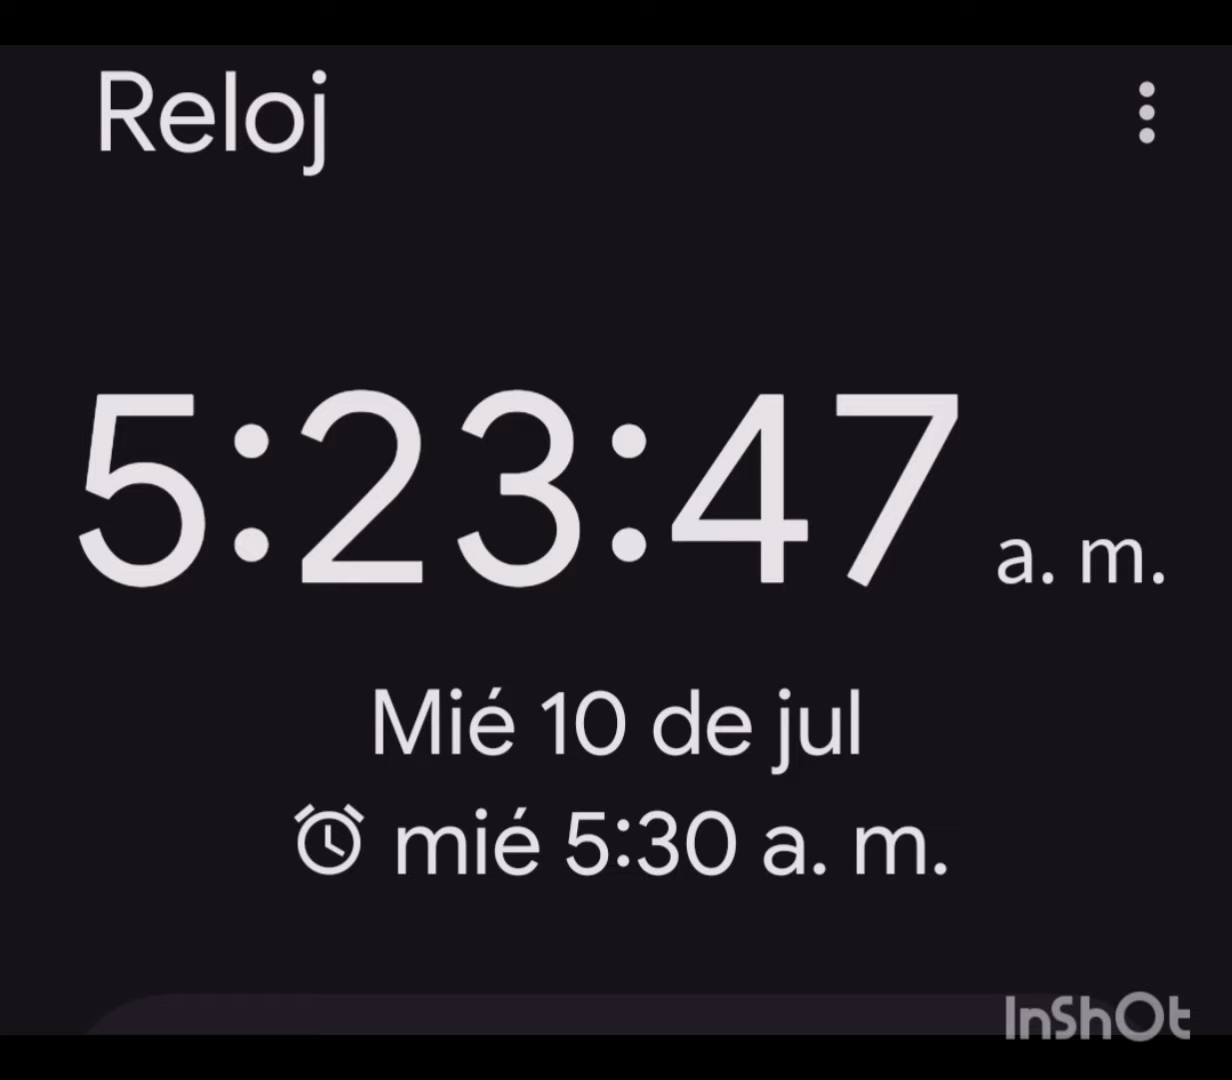 Reloj
5:23:47 a. m.
Mié 10 de jul
mié 5:30 a. m.
InShOt